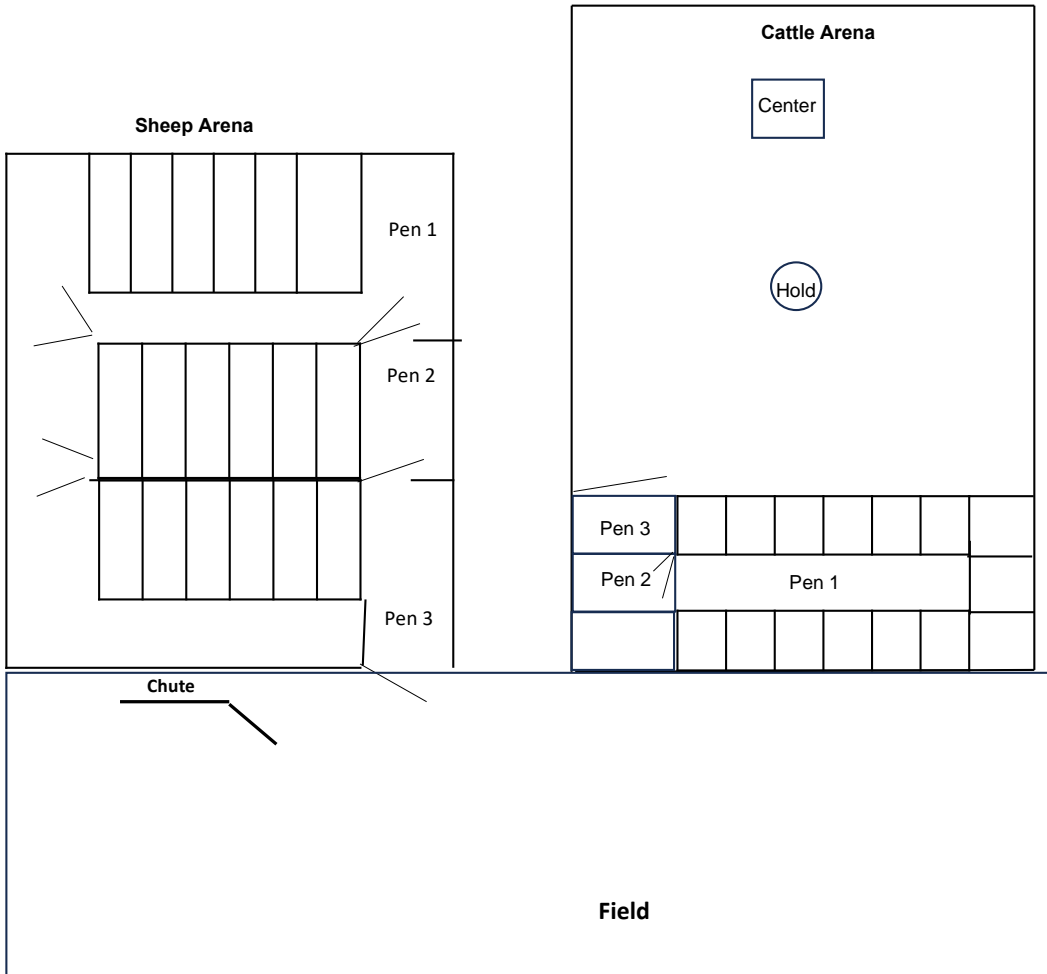 Cattle Arena
Center
Sheep Arena
Pen 1
Hold
Pen 2
Pen 3
Pen 2
Pen 1
Pen 3
Chute
Field